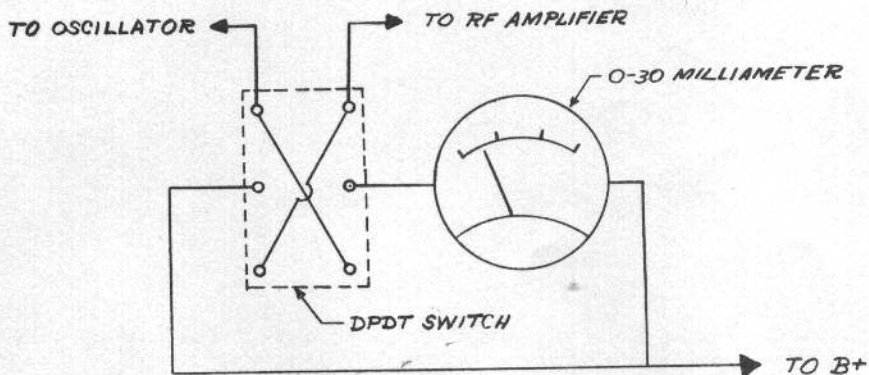 TO OSCILLATOR
TO RF AMPLIFIER
0-30 MILLIAMETER
DPDT SWITCH
TO B+